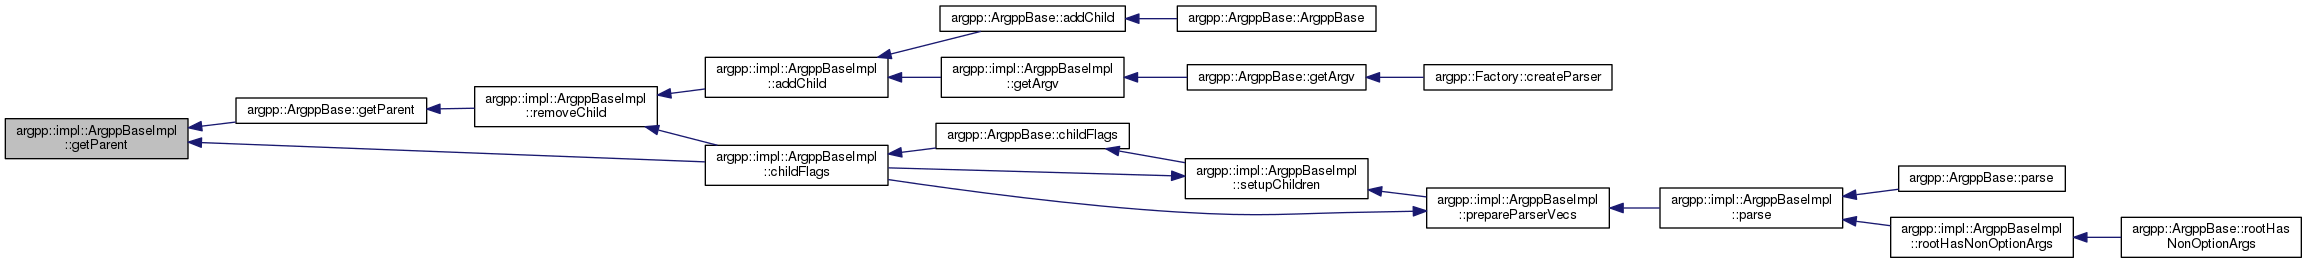 argpp::impl::ArgppBaseImpl
::getParent
argpp::ArgppBase::getParent
argpp::impl::ArgppBaseImpl
::removeChild
argpp::impl::ArgppBaseImpl
::addChild
argpp::ArgppBase::addChild
argpp::ArgppBase::ArgppBase
argpp::impl::ArgppBaseImpl
::getArgv
argpp::ArgppBase::getArgv
argpp::Factory::createParser
argpp::impl::ArgppBaseImpl
::childFlags
argpp::ArgppBase::childFlags
argpp::impl::ArgppBaseImpl
::setupChildren
argpp::impl::ArgppBaseImpl
::prepareParserVecs
argpp::impl::ArgppBaseImpl
::parse
argpp::ArgppBase::parse
argpp::impl::ArgppBaseImpl
::rootHasNonOptionArgs
argpp::ArgppBase::rootHas
NonOptionArgs